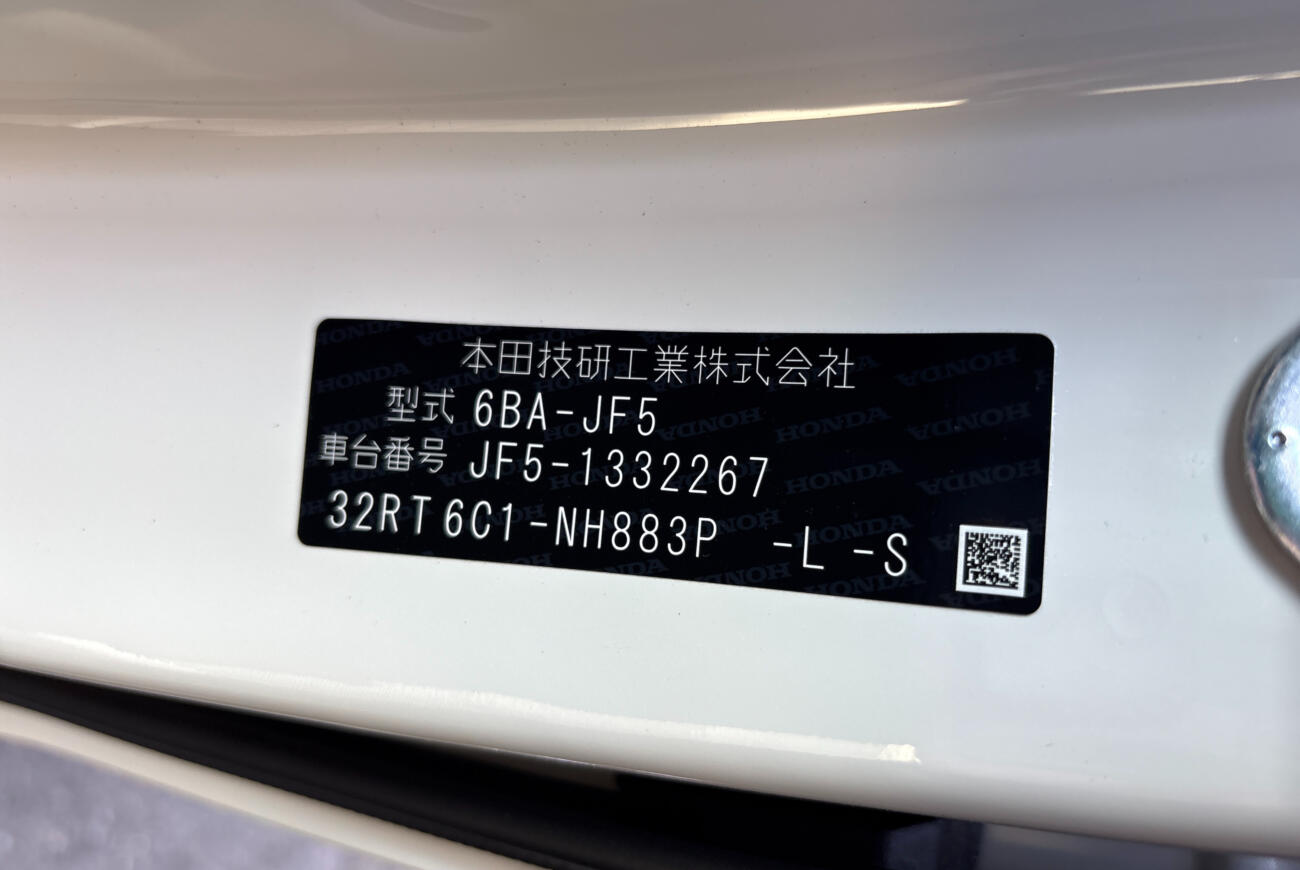 本田技研工業株式会社
型式 6BA-JF5
車台番号 JF5-1332267
32RT6C1-NH883P -L -S